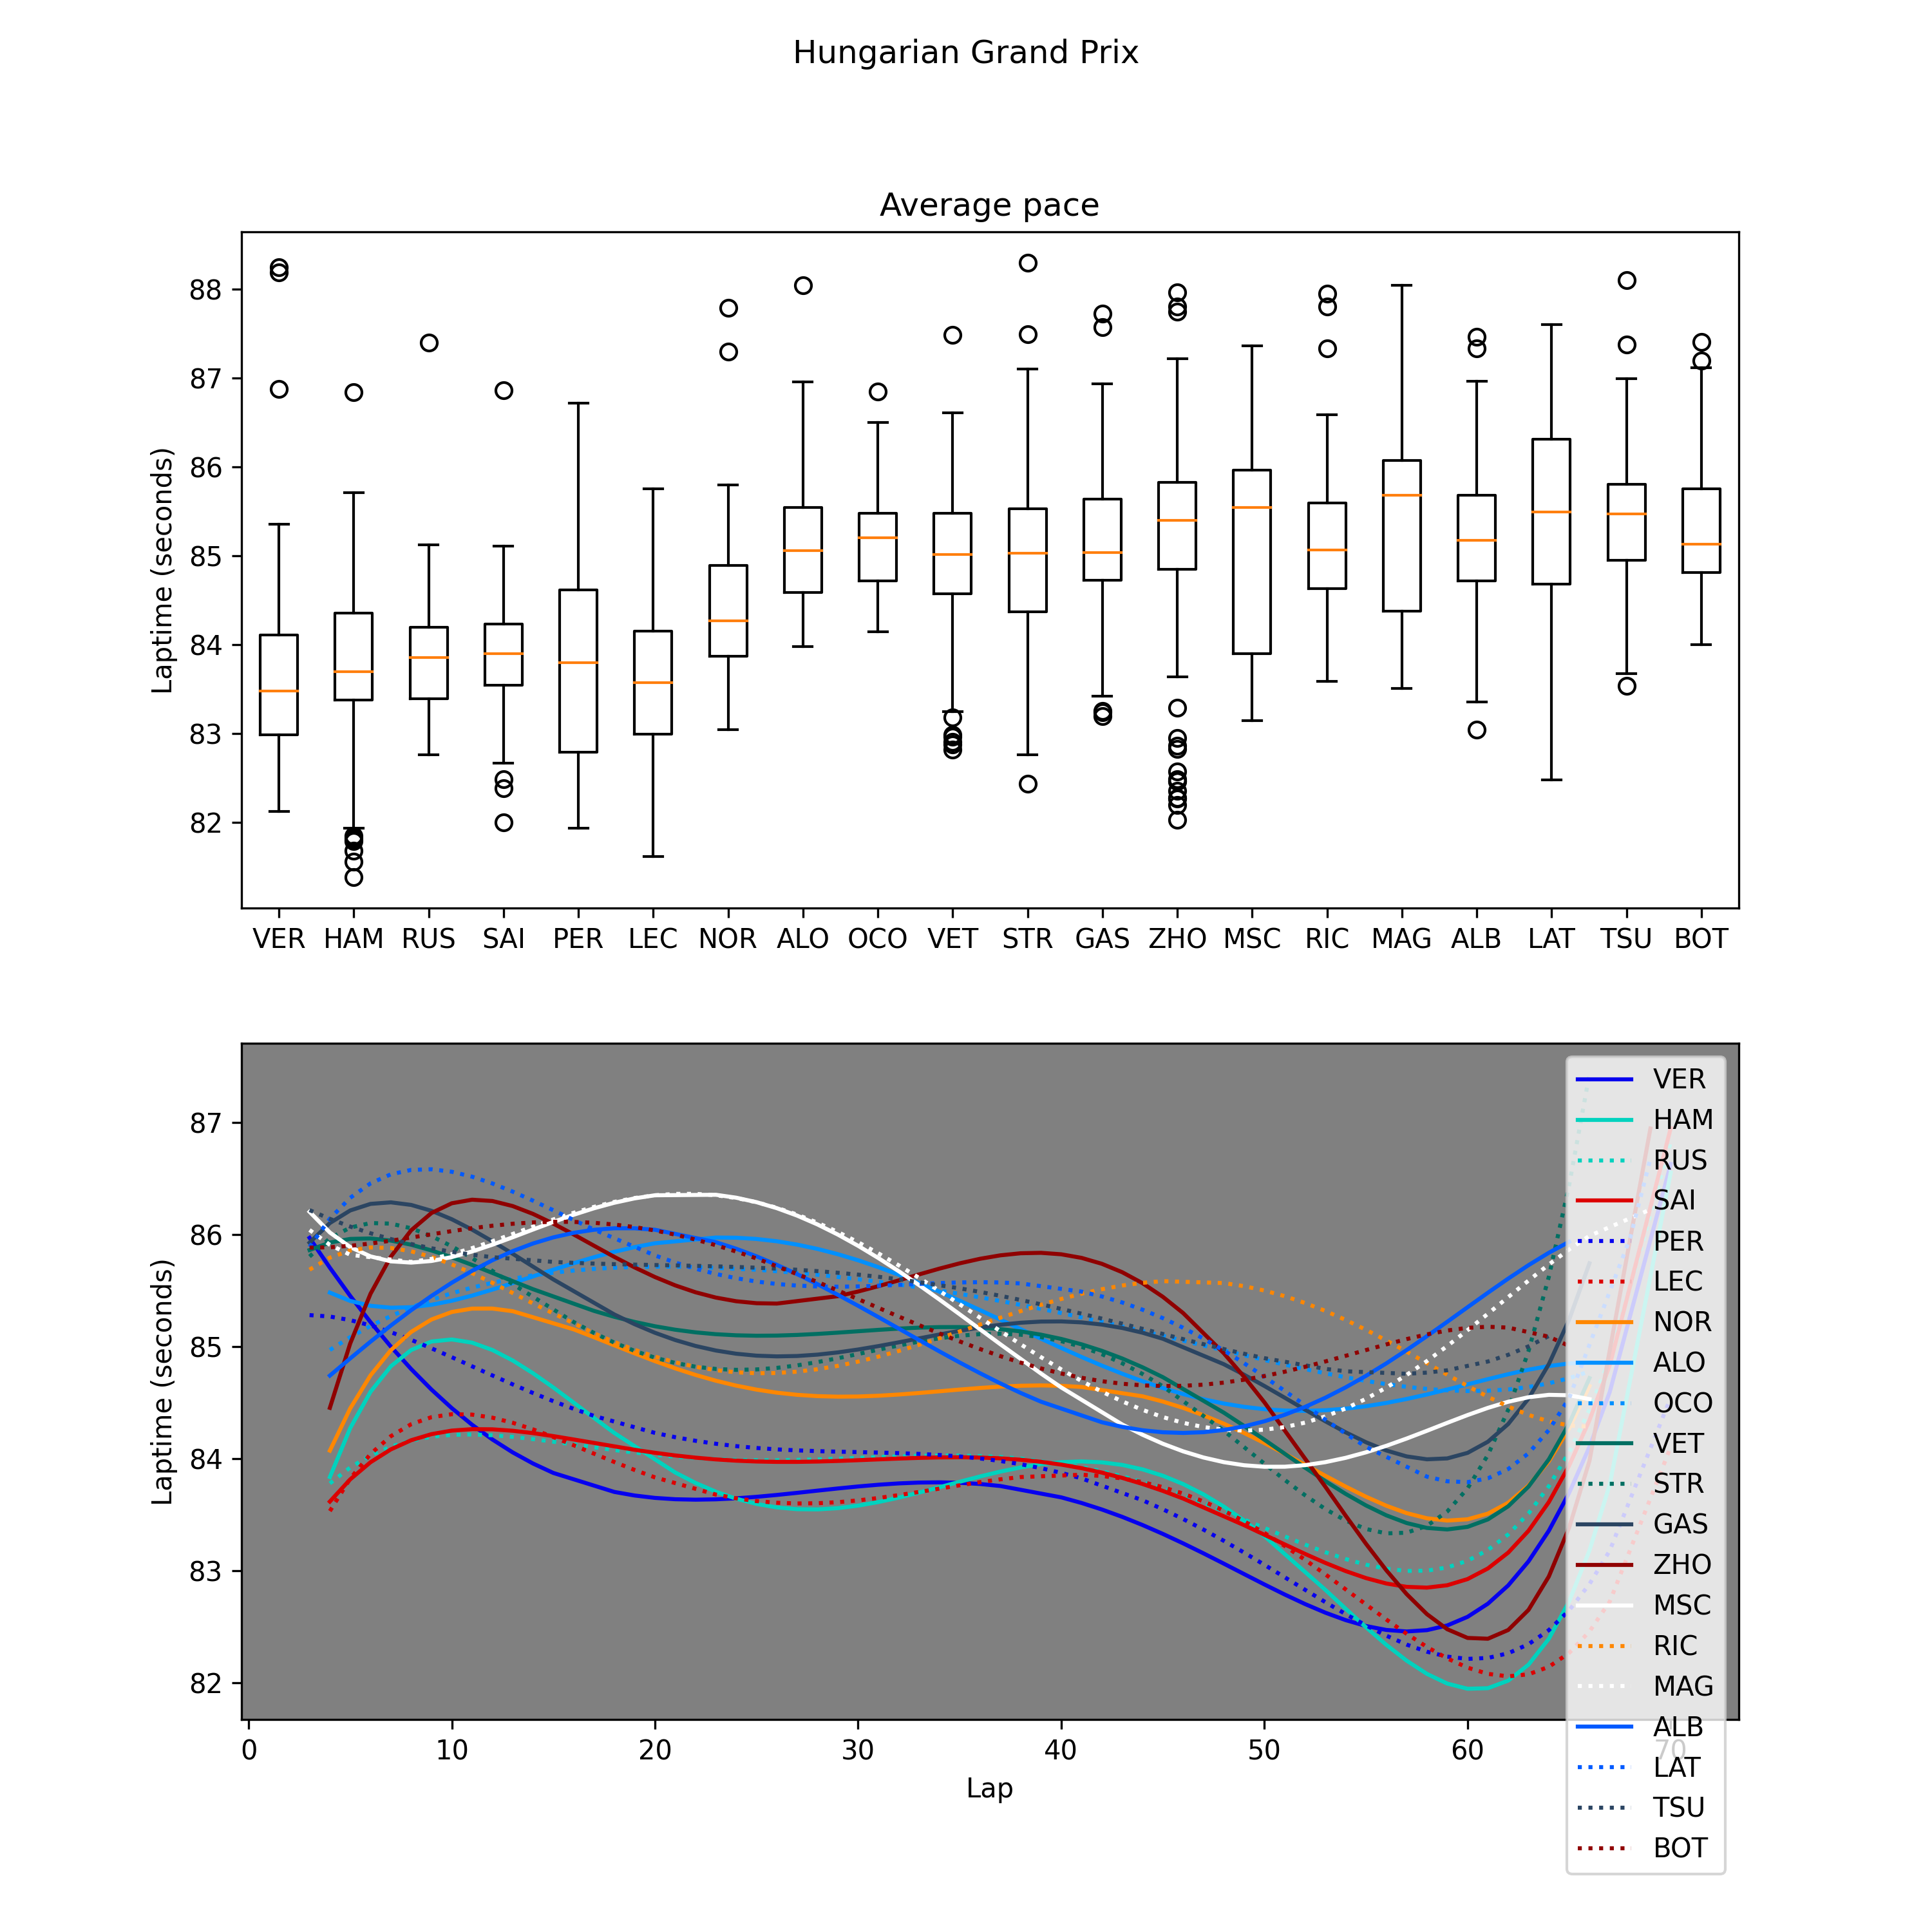 Hungarian Grand Prix
Average pace
Laptime (seconds)
88
87
86
85
84
83
82
VER HAM RUS SAI PER LEC NOR ALO OCO VET STR GAS ZHO MSC RIC MAG ALB LAT TSU BOT
Laptime (seconds)
87
86
85
84
83
82
0 10 20 30 40 50 60 70
Lap
VER
HAM
RUS
SAI
PER
LEC
NOR
ALO
OCO
VET
STR
GAS
ZHO
MSC
RIC
MAG
ALB
LAT
TSU
BOT